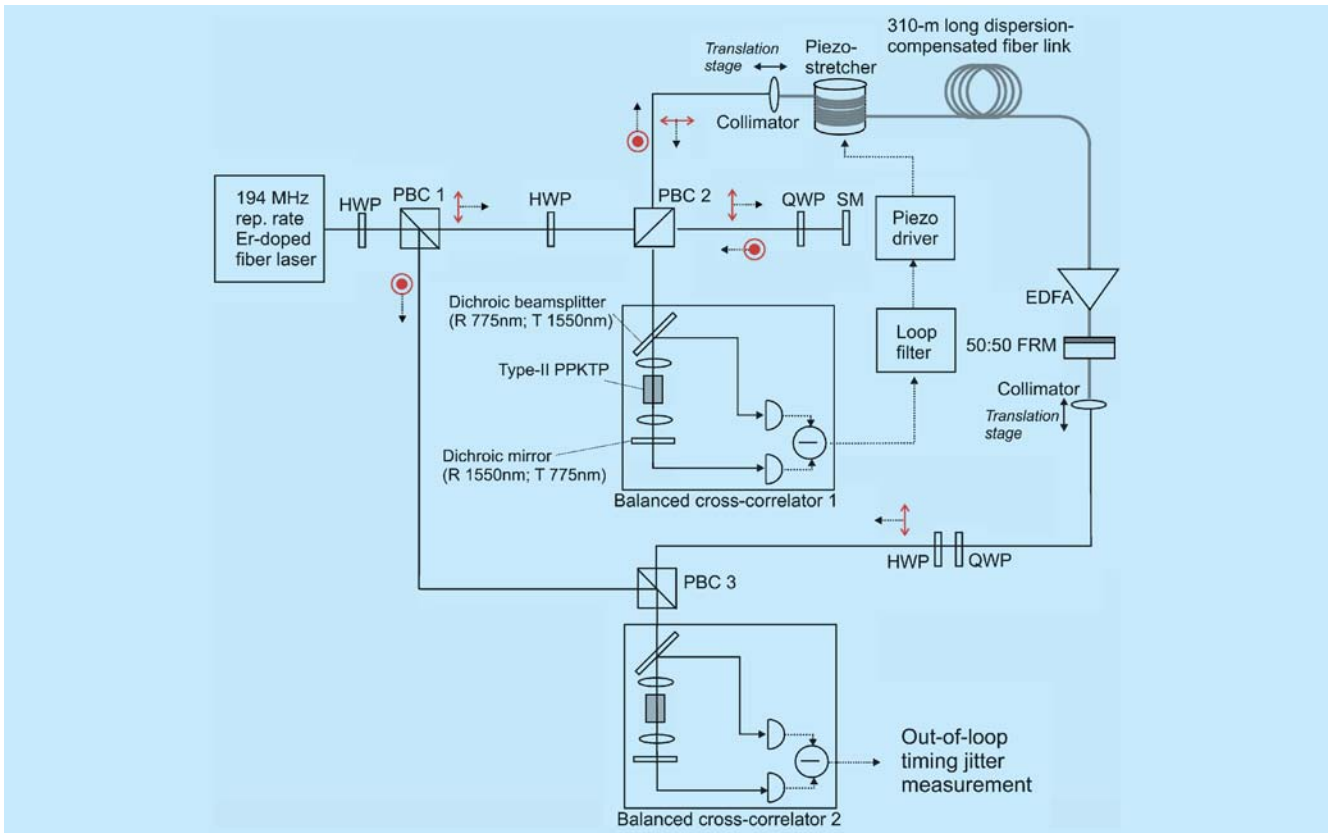 310-m long dispersion-
compensated fiber link
Translation
stage
Piezo-
stretcher
Collimator
194 MHz
rep. rate
Er-doped
fiber laser
HWP
PBC 1
HWP
PBC 2
QWP
SM
Piezo
driver
EDFA
Dichroic beamsplitter
(R 775nm; T 1550nm)
Loop
filter
50:50 FRM
Type-II PPKTP
Collimator
Translation
stage
Dichroic mirror
(R 1550nm; T 775nm)
Balanced cross-correlator 1
HWP
QWP
PBC 3
Out-of-loop
timing jitter
measurement
Balanced cross-correlator 2